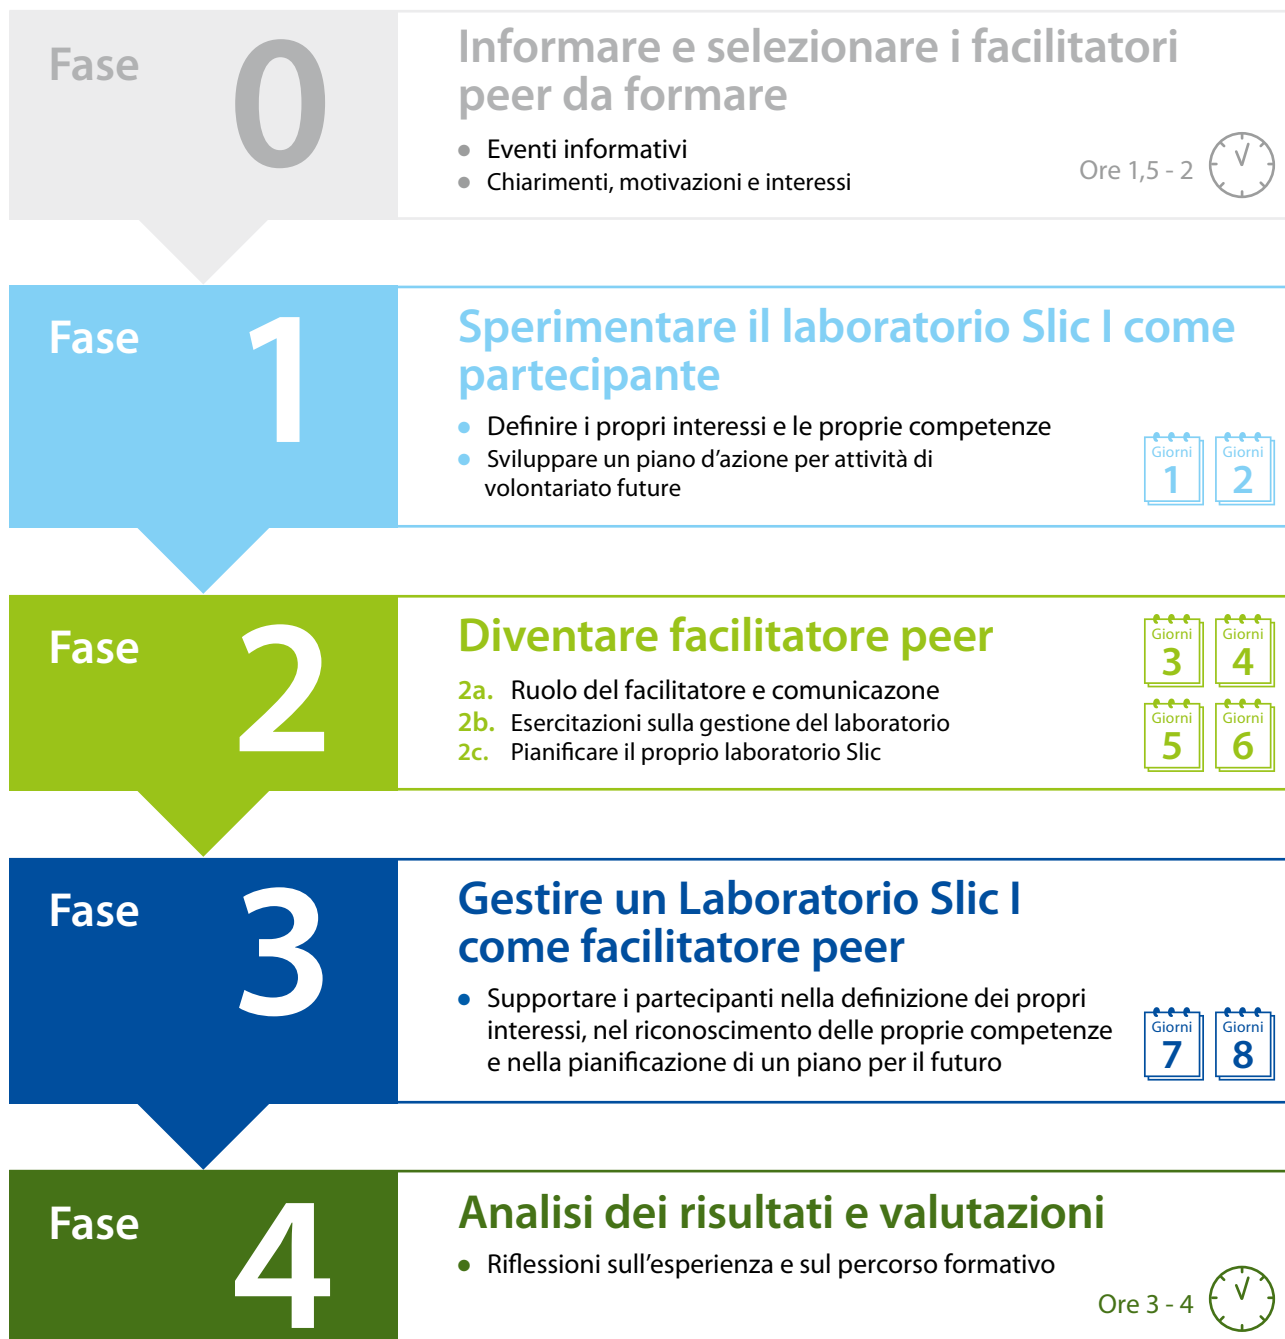 Fase 0
Informare e selezionare i facilitatori
peer da formare
Eventi informativi
Chiarimenti, motivazioni e interessi
Ore 1,5 - 2
Fase 1
Sperimentare il laboratorio Slic I come
partecipante
Definire i propri interessi e le proprie competenze
Sviluppare un piano d'azione per attività di
volontariato future
Giorni 1
Giorni 2
Fase 2
Diventare facilitatore peer
2a. Ruolo del facilitatore e comunicazone
2b. Esercitazioni sulla gestione del laboratorio
2c. Pianificare il proprio laboratorio Slic
Giorni 3
Giorni 4
Giorni 5
Giorni 6
Fase 3
Gestire un Laboratorio Slic I
come facilitatore peer
Supportare i partecipanti nella definizione dei propri
interessi, nel riconoscimento delle proprie competenze
e nella pianificazione di un piano per il futuro
Giorni 7
Giorni 8
Fase 4
Analisi dei risultati e valutazioni
Riflessioni sull'esperienza e sul percorso formativo
Ore 3 - 4